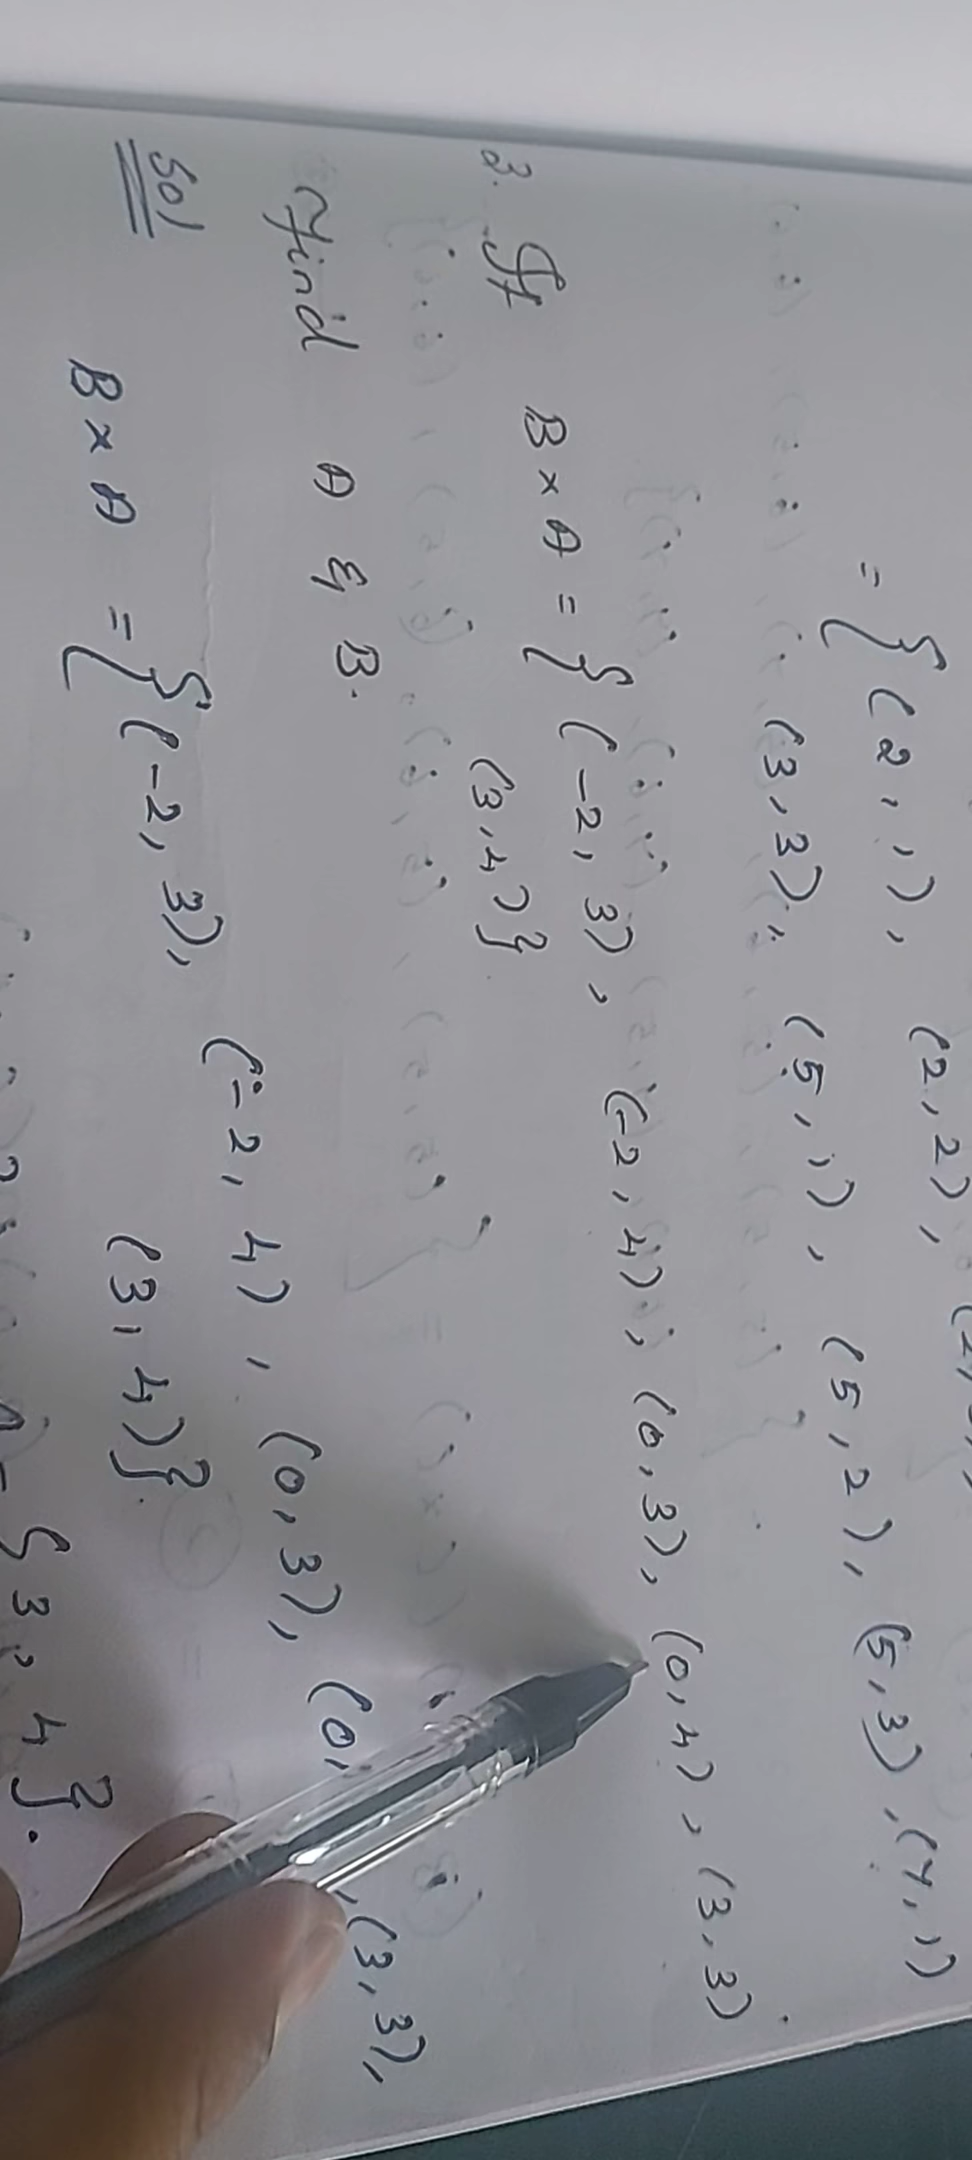 = {(2, 1), (2, 2),
(3, 3), (5, 1), (5, 2), (5, 3), (7, 1)
3. If B × A = {(-2, 3), (-2, 4), (0, 3), (0, 4), (3, 3)
(3, 4)}
Find A & B.
Sol B × A = {(-2, 3), (-2, 4), (0, 3), (0, , (3, 3),
(3, 4)}.
= {3, 4}.